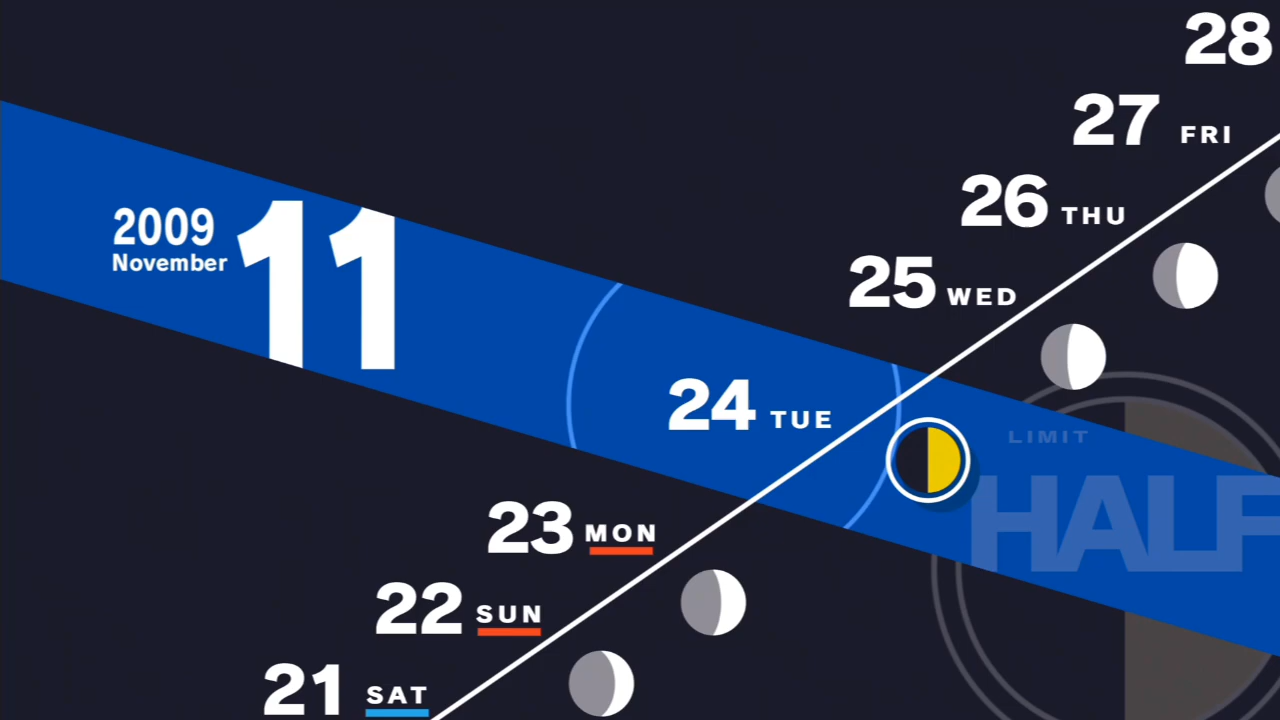 28
27 FRI
26 THU
25 WED
2009
November
11
24 TUE
LIMIT
HALF
23 MON
22 SUN
21 SAT